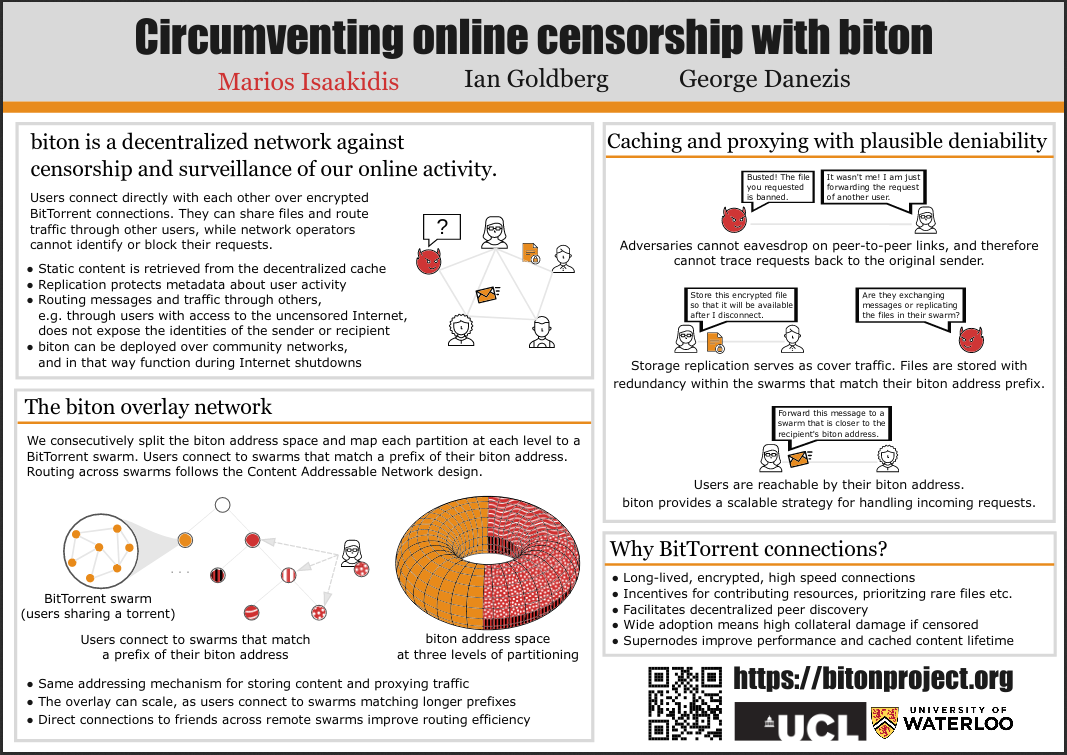 Circumventing online censorship with biton
Marios Isaakidis Ian Goldberg George Danezis
biton is a decentralized network against
censorship and surveillance of our online activity.
Users connect directly with each other over encrypted
BitTorrent connections. They can share files and route
traffic through other users, while network operators
cannot identify or block their requests.
● Static content is retrieved from the decentralized cache
● Replication protects metadata about user activity
● Routing messages and traffic through others,
e.g. through users with access to the uncensored Internet,
does not expose the identities of the sender or recipient
● biton can be deployed over community networks,
and in that way function during Internet shutdowns
?
The biton overlay network
We consecutively split the biton address space and map each partition at each level to a
BitTorrent swarm. Users connect to swarms that match a prefix of their biton address.
Routing across swarms follows the Content Addressable Network design.
. . .
BitTorrent swarm
(users sharing a torrent)
Users connect to swarms that match
a prefix of their biton address
biton address space
at three levels of partitioning
● Same addressing mechanism for storing content and proxying traffic
● The overlay can scale, as users connect to swarms matching longer prefixes
● Direct connections to friends across remote swarms improve routing efficiency
Caching and proxying with plausible deniability
Busted! The file
you requested
is banned.
It wasn't me! I am just
forwarding the request
of another user.
Adversaries cannot eavesdrop on peer-to-peer links, and therefore
cannot trace requests back to the original sender.
Store this encrypted file
so that it will be available
after I disconnect.
Are they exchanging
messages or replicating
the files in their swarm?
Storage replication serves as cover traffic. Files are stored with
redundancy within the swarms that match their biton address prefix.
Forward this message to a
swarm that is closer to the
recipient's biton address.
Users are reachable by their biton address.
biton provides a scalable strategy for handling incoming requests.
Why BitTorrent connections?
● Long-lived, encrypted, high speed connections
● Incentives for contributing resources, prioritzing rare files etc.
● Facilitates decentralized peer discovery
● Wide adoption means high collateral damage if censored
● Supernodes improve performance and cached content lifetime
https://bitonproject.org
UCL
UNIVERSITY OF
WATERLOO